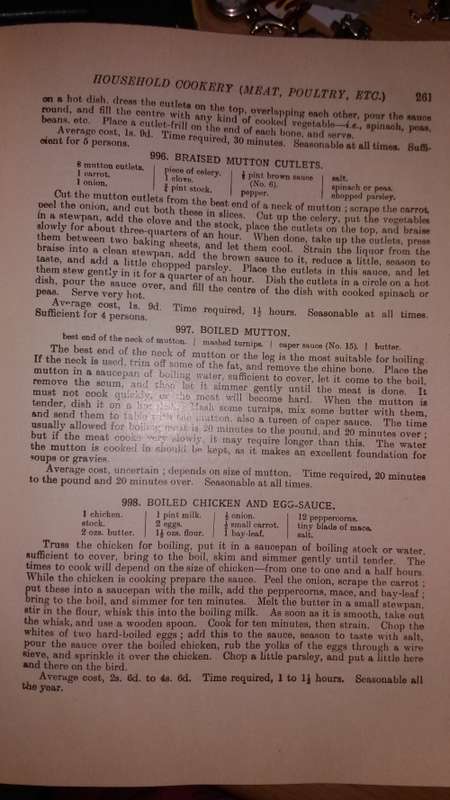 HOUSEHOLD COOKERY (MEAT, POULTRY, ETC.) 261
on a hot dish, dress the cutlets on the top, overlapping each other, pour the sauce
round, and fill the centre with any kind of cooked vegetable—i.e., spinach, peas,
beans, etc. Place a cutlet-frill on the end of each bone, and serve.
Average cost, 1s. 9d. Time required, 30 minutes. Seasonable at all times. Suffi-
cient for 5 persons.
996. BRAISED MUTTON CUTLETS.
6 mutton cutlets. piece of celery. ½ pint brown sauce salt.
1 carrot. 1 clove. (No. 6). spinach or peas.
1 onion. ¾ pint stock. pepper. chopped parsley.
Cut the mutton cutlets from the best end of a neck of mutton; scrape the carrot,
peel the onion, and cut both these in slices. Cut up the celery, put the vegetables
in a stewpan, add the clove and the stock, place the cutlets on the top, and braise
slowly for about three-quarters of an hour. When done, take up the cutlets, press
them between two baking sheets, and let them cool. Strain the liquor from the
braise into a clean stewpan, add the brown sauce to it, reduce a little, season to
taste, and add a little chopped parsley. Place the cutlets in this sauce, and let
them stew gently in it for a quarter of an hour. Dish the cutlets in a circle on a hot
dish, pour the sauce over, and fill the centre of the dish with cooked spinach or
peas. Serve very hot.
Average cost, 1s. 9d. Time required, 1½ hours. Seasonable at all times.
Sufficient for 4 persons.
997. BOILED MUTTON.
best end of the neck of mutton. mashed turnips. caper sauce (No. 15). butter.
The best end of the neck of mutton or the leg is the most suitable for boiling.
If the neck is used, trim off some of the fat, and remove the chine bone. Place the
mutton in a saucepan of boiling water, sufficient to cover, let it come to the boil,
remove the scum, and then let it simmer gently until the meat is done. It
must not cook quickly, or the meat will become hard. When the mutton is
tender, dish it on a hot dish. Mash some turnips, mix some butter with them,
and send them to table with the mutton, also a tureen of caper sauce. The time
usually allowed for boiling meat is 20 minutes to the pound, and 20 minutes over;
but if the meat cooks very slowly, it may require longer than this. The water
the mutton is cooked in should be kept, as it makes an excellent foundation for
soups or gravies.
Average cost, uncertain; depends on size of mutton. Time required, 20 minutes
to the pound and 20 minutes over. Seasonable at all times.
998. BOILED CHICKEN AND EGG-SAUCE.
1 chicken. 1 pint milk. ½ onion. 12 peppercorns.
stock. 2 eggs. ½ small carrot. tiny blade of mace.
2 ozs. butter. 1½ ozs. flour. 1 bay-leaf. salt.
Truss the chicken for boiling, put it in a saucepan of boiling stock or water,
sufficient to cover, bring to the boil, skim and simmer gently until tender. The
times to cook will depend on the size of chicken—from one to one and a half hours.
While the chicken is cooking prepare the sauce. Peel the onion, scrape the carrot;
put these into a saucepan with the milk, add the peppercorns, mace, and bay-leaf;
bring to the boil, and simmer for ten minutes. Melt the butter in a small stewpan,
stir in the flour, whisk this into the boiling milk. As soon as it is smooth, take out
the whisk, and use a wooden spoon. Cook for ten minutes, then strain. Chop the
whites of two hard-boiled eggs; add this to the sauce, season to taste with salt,
pour the sauce over the boiled chicken, rub the yolks of the eggs through a wire
sieve, and sprinkle it over the chicken. Chop a little parsley, and put a little here
and there on the bird.
Average cost, 2s. 6d. to 4s. 6d. Time required, 1 to 1½ hours. Seasonable all
the year.